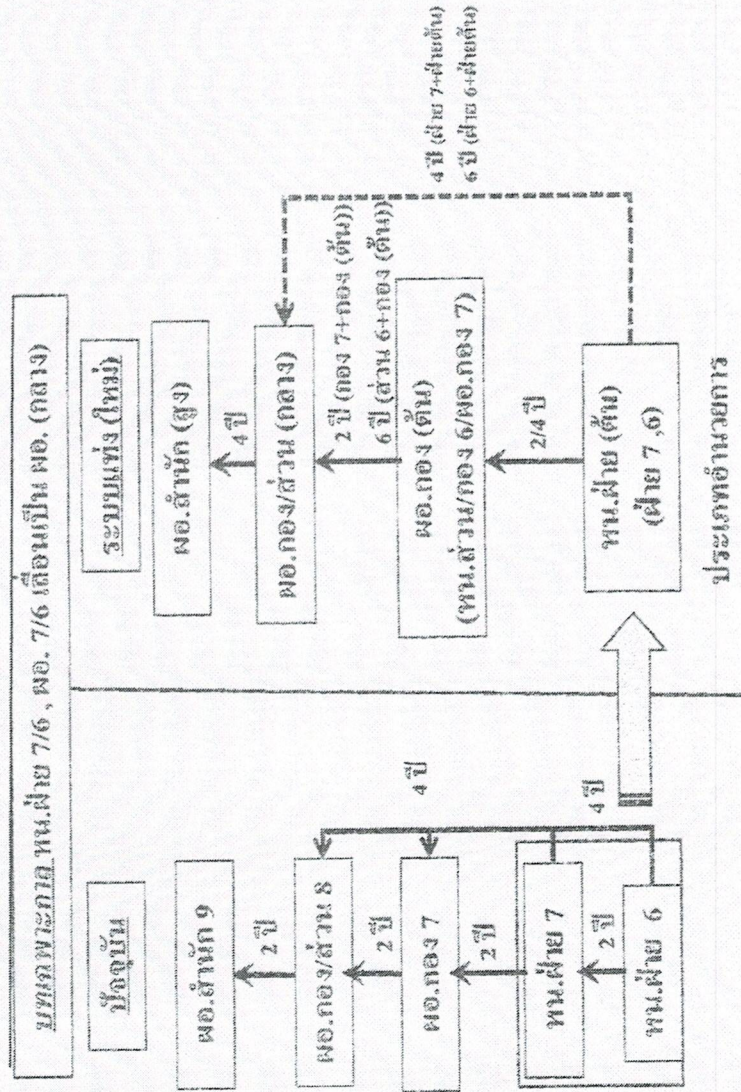 บทเฉพาะกาล หน.ฝ่าย 7/6 , ผอ. 7/6 เลื่อนเป็น ผอ. (กลาง)
ปัจจุบัน
ผอ.สำนัก 9
2 ปี
ผอ.กอง/ส่วน 8
2 ปี
ผอ.กอง 7
2 ปี
หน.ฝ่าย 7
2 ปี
หน.ฝ่าย 6
4 ปี
4 ปี
ระบบแท่ง (ใหม่)
ผอ.สำนัก (สูง)
4 ปี
ผอ.กอง/ส่วน (กลาง)
2 ปี (กอง 7+กอง (ต้น))
6 ปี (ส่วน 6+กอง (ต้น))
ผอ.กอง (ต้น)
(หน.ส่วน/กอง 6/ผอ.กอง 7)
2/4 ปี
หน.ฝ่าย (ต้น)
(ฝ่าย 7 ,6)
4 ปี (ฝ่าย 7+ฝ่ายต้น)
6 ปี (ฝ่าย 6+ฝ่ายต้น)
ประเภทอำนวยการ